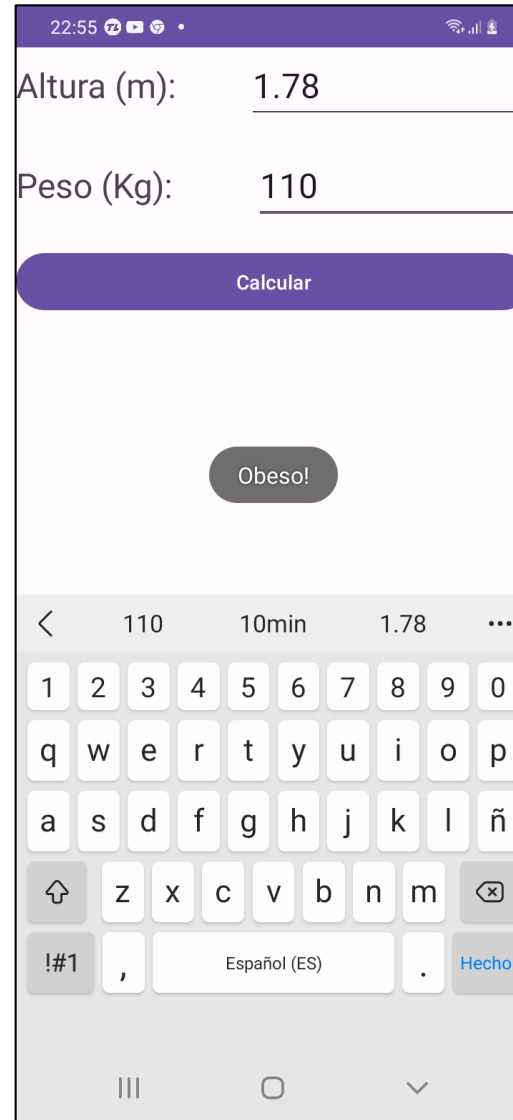 22:55
Altura (m): 1.78
Peso (Kg): 110
Calcular
Obeso!
110 10min 1.78 ...
1 2 3 4 5 6 7 8 9 0
q w e r t y u i o p
a s d f g h j k l ñ
z x c v b n m
!#1 , Español (ES) . Hecho